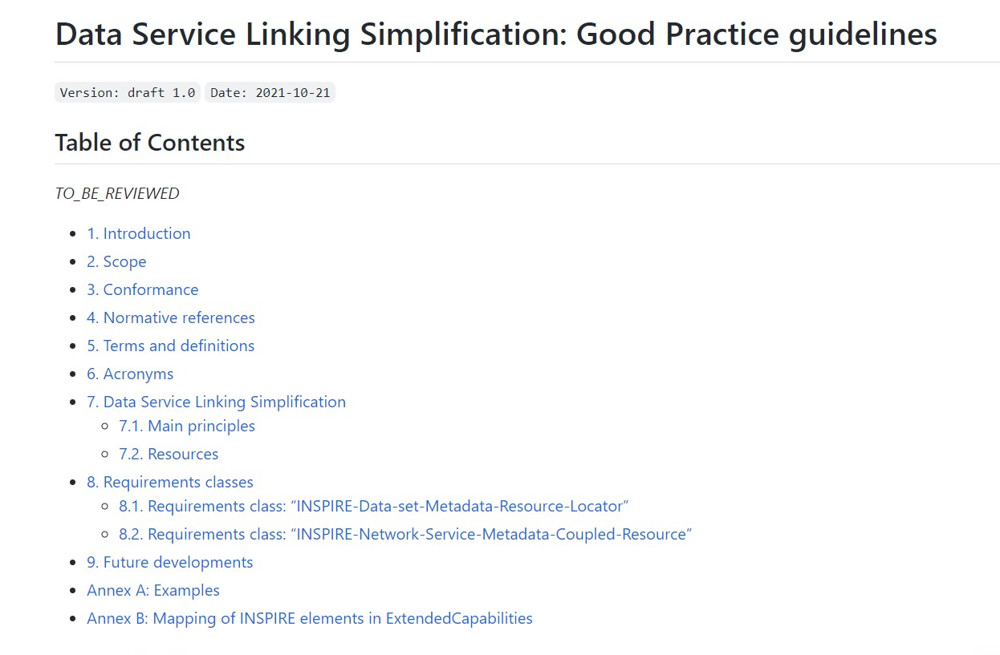 Data Service Linking Simplification: Good Practice guidelines
Version: draft 1.0 Date: 2021-10-21
Table of Contents
TO_BE_REVIEWED
1. Introduction
2. Scope
3. Conformance
4. Normative references
5. Terms and definitions
6. Acronyms
7. Data Service Linking Simplification
7.1. Main principles
7.2. Resources
8. Requirements classes
8.1. Requirements class: “INSPIRE-Data-set-Metadata-Resource-Locator”
8.2. Requirements class: “INSPIRE-Network-Service-Metadata-Coupled-Resource”
9. Future developments
Annex A: Examples
Annex B: Mapping of INSPIRE elements in ExtendedCapabilities